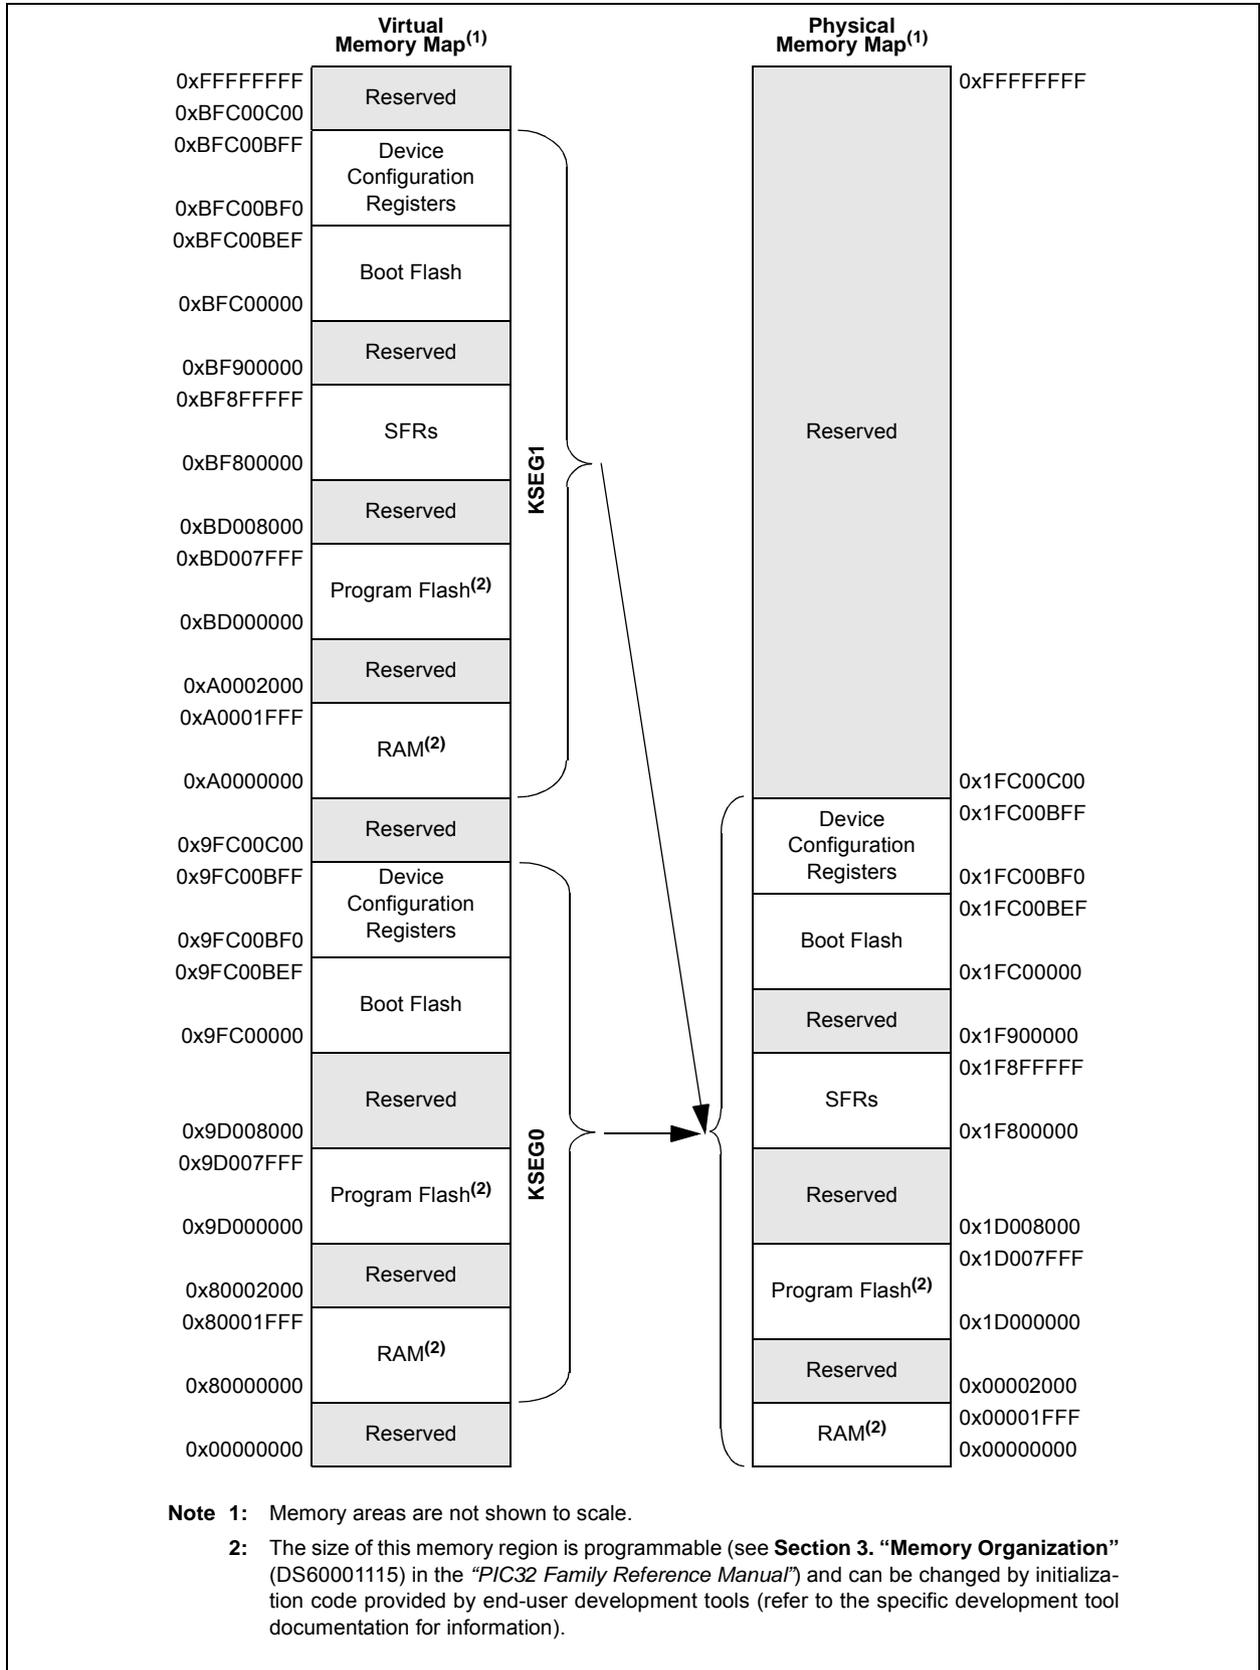 Virtual
Memory Map(1)
0xFFFFFFFF
Reserved
0xBFC00C00
0xBFC00BFF
Device
Configuration
Registers
0xBFC00BF0
0xBFC00BEF
Boot Flash
0xBFC00000
Reserved
0xBF900000
0xBF8FFFFF
SFRs
0xBF800000
Reserved
0xBD008000
0xBD007FFF
Program Flash(2)
0xBD000000
Reserved
0xA0002000
0xA0001FFF
RAM(2)
0xA0000000
KSEG1
Reserved
0x9FC00C00
0x9FC00BFF
Device
Configuration
Registers
0x9FC00BF0
0x9FC00BEF
Boot Flash
0x9FC00000
Reserved
0x9D008000
0x9D007FFF
Program Flash(2)
0x9D000000
Reserved
0x80002000
0x80001FFF
RAM(2)
0x80000000
KSEG0
Reserved
0x00000000
Physical
Memory Map(1)
0xFFFFFFFF
Reserved
0x1FC00C00
0x1FC00BFF
Device
Configuration
Registers
0x1FC00BF0
0x1FC00BEF
Boot Flash
0x1FC00000
Reserved
0x1F900000
0x1F8FFFFF
SFRs
0x1F800000
Reserved
0x1D008000
0x1D007FFF
Program Flash(2)
0x1D000000
Reserved
0x00002000
0x00001FFF
RAM(2)
0x00000000
Note 1: Memory areas are not shown to scale.
2: The size of this memory region is programmable (see Section 3. “Memory Organization”
(DS60001115) in the “PIC32 Family Reference Manual”) and can be changed by initializa-
tion code provided by end-user development tools (refer to the specific development tool
documentation for information).